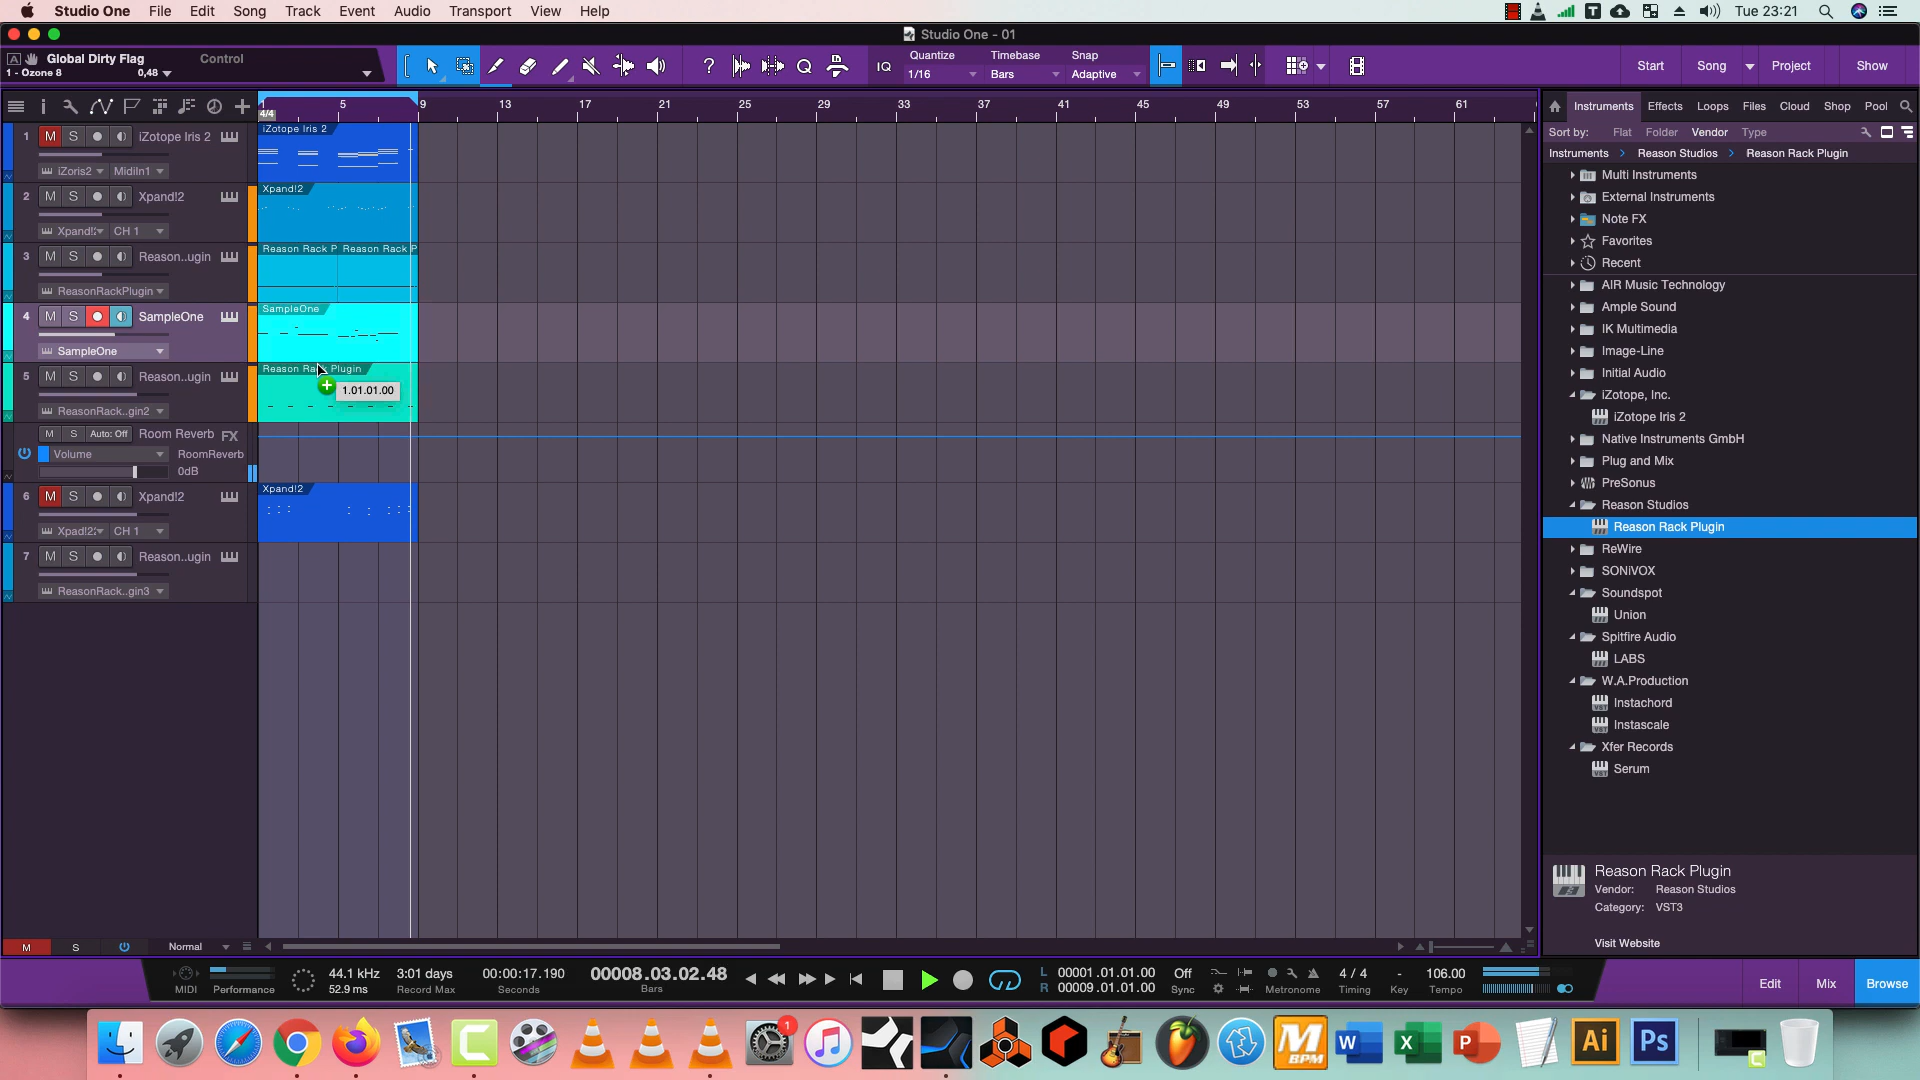 Studio One File Edit Song Track Event Audio Transport View Help
Tue 23:21
Studio One - 01
Global Dirty Flag Control
1 - Ozone 8 0,48
IQ
Quantize Timebase Snap
1/16 Bars Adaptive
Start Song Project Show
5 9 13 17 21 25 29 33 37 41 45 49 53 57 61
4/4
1 M S iZotope Iris 2
iZoris2 MidiIn1
2 M S Xpand!2
Xpand!2 CH 1
3 M S Reason..ugin
ReasonRackPlugin
4 M S SampleOne
SampleOne
5 M S Reason..ugin
ReasonRack..gin2
M S Auto: Off Room Reverb FX
Volume RoomReverb
0dB
6 M S Xpand!2
Xpad!22 CH 1
7 M S Reason..ugin
ReasonRack..gin3
iZotope Iris 2
Xpand!2
Reason Rack P Reason Rack P
SampleOne
Reason Rack Plugin
1.01.01.00
Xpand!2
Instruments Effects Loops Files Cloud Shop Pool
Sort by: Flat Folder Vendor Type
Instruments > Reason Studios > Reason Rack Plugin
Multi Instruments
External Instruments
Note FX
Favorites
Recent
AIR Music Technology
Ample Sound
IK Multimedia
Image-Line
Initial Audio
iZotope, Inc.
iZotope Iris 2
Native Instruments GmbH
Plug and Mix
PreSonus
Reason Studios
Reason Rack Plugin
ReWire
SONiVOX
Soundspot
Union
Spitfire Audio
LABS
W.A.Production
Instachord
Instascale
Xfer Records
Serum
Reason Rack Plugin
Vendor: Reason Studios
Category: VST3
Visit Website
M S Normal
MIDI Performance
44.1 kHz
52.9 ms
3:01 days
Record Max
00:00:17.190
Seconds
00008.03.02.48
Bars
L 00001.01.01.00
R 00009.01.01.00
Off
Sync
Metronome
4 / 4
Timing
-
Key
106.00
Tempo
Edit Mix Browse
1
M
BPM
W
X
P
Ai
Ps